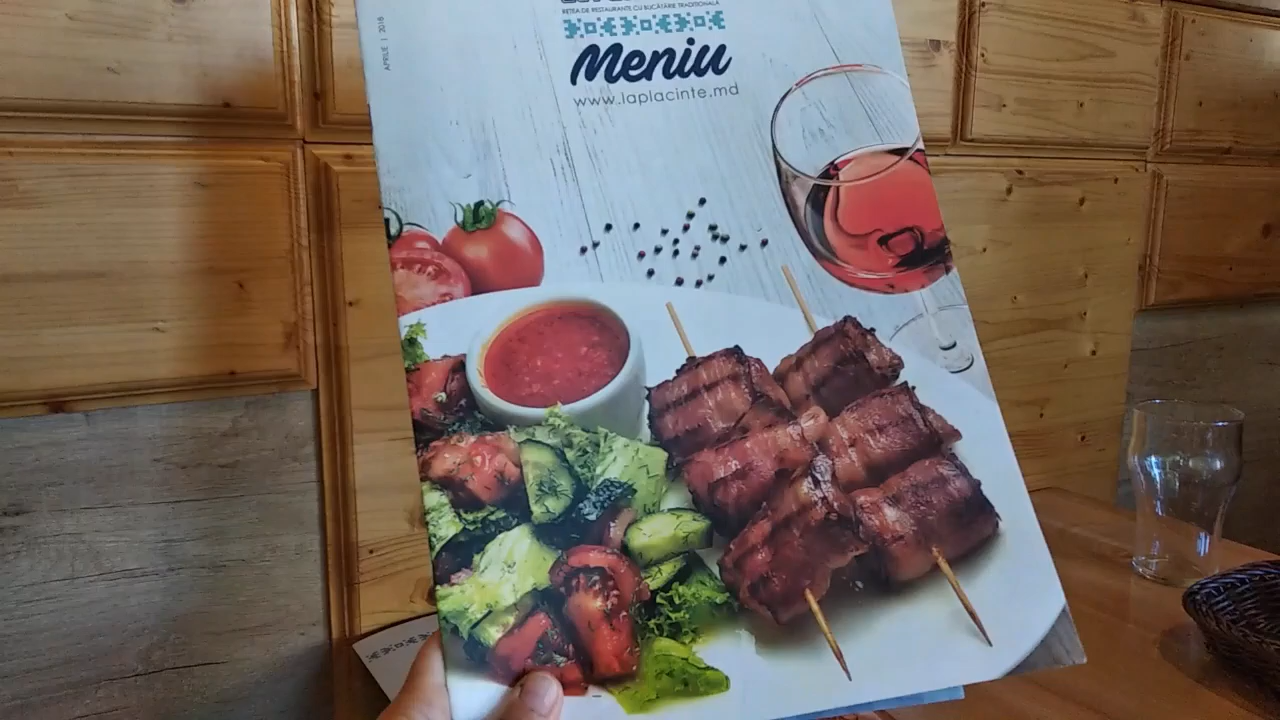 REȚEA DE RESTAURANTE CU BUCĂTĂRIE TRADIȚIONALĂ
Meniu
www.laplacinte.md
APRILIE | 2016